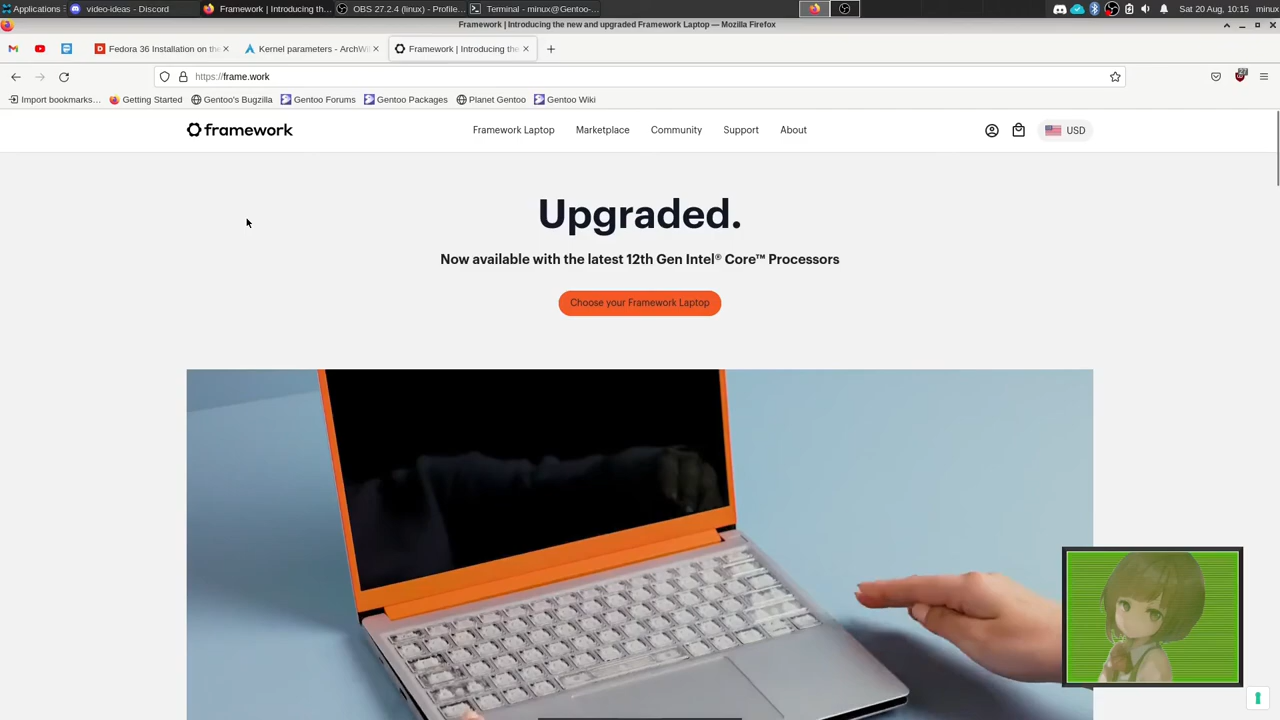 Applications
video-ideas - Discord
Framework | Introducing th...
OBS 27.2.4 (linux) - Profile...
Terminal - minux@Gentoo-...
Sat 20 Aug, 10:15
minux
Framework | Introducing the new and upgraded Framework Laptop — Mozilla Firefox
Fedora 36 Installation on the
Kernel parameters - ArchWi
Framework | Introducing the
https://frame.work
22
Import bookmarks...
Getting Started
Gentoo's Bugzilla
Gentoo Forums
Gentoo Packages
Planet Gentoo
Gentoo Wiki
framework
Framework Laptop
Marketplace
Community
Support
About
USD
Upgraded.
Now available with the latest 12th Gen Intel® Core™ Processors
Choose your Framework Laptop